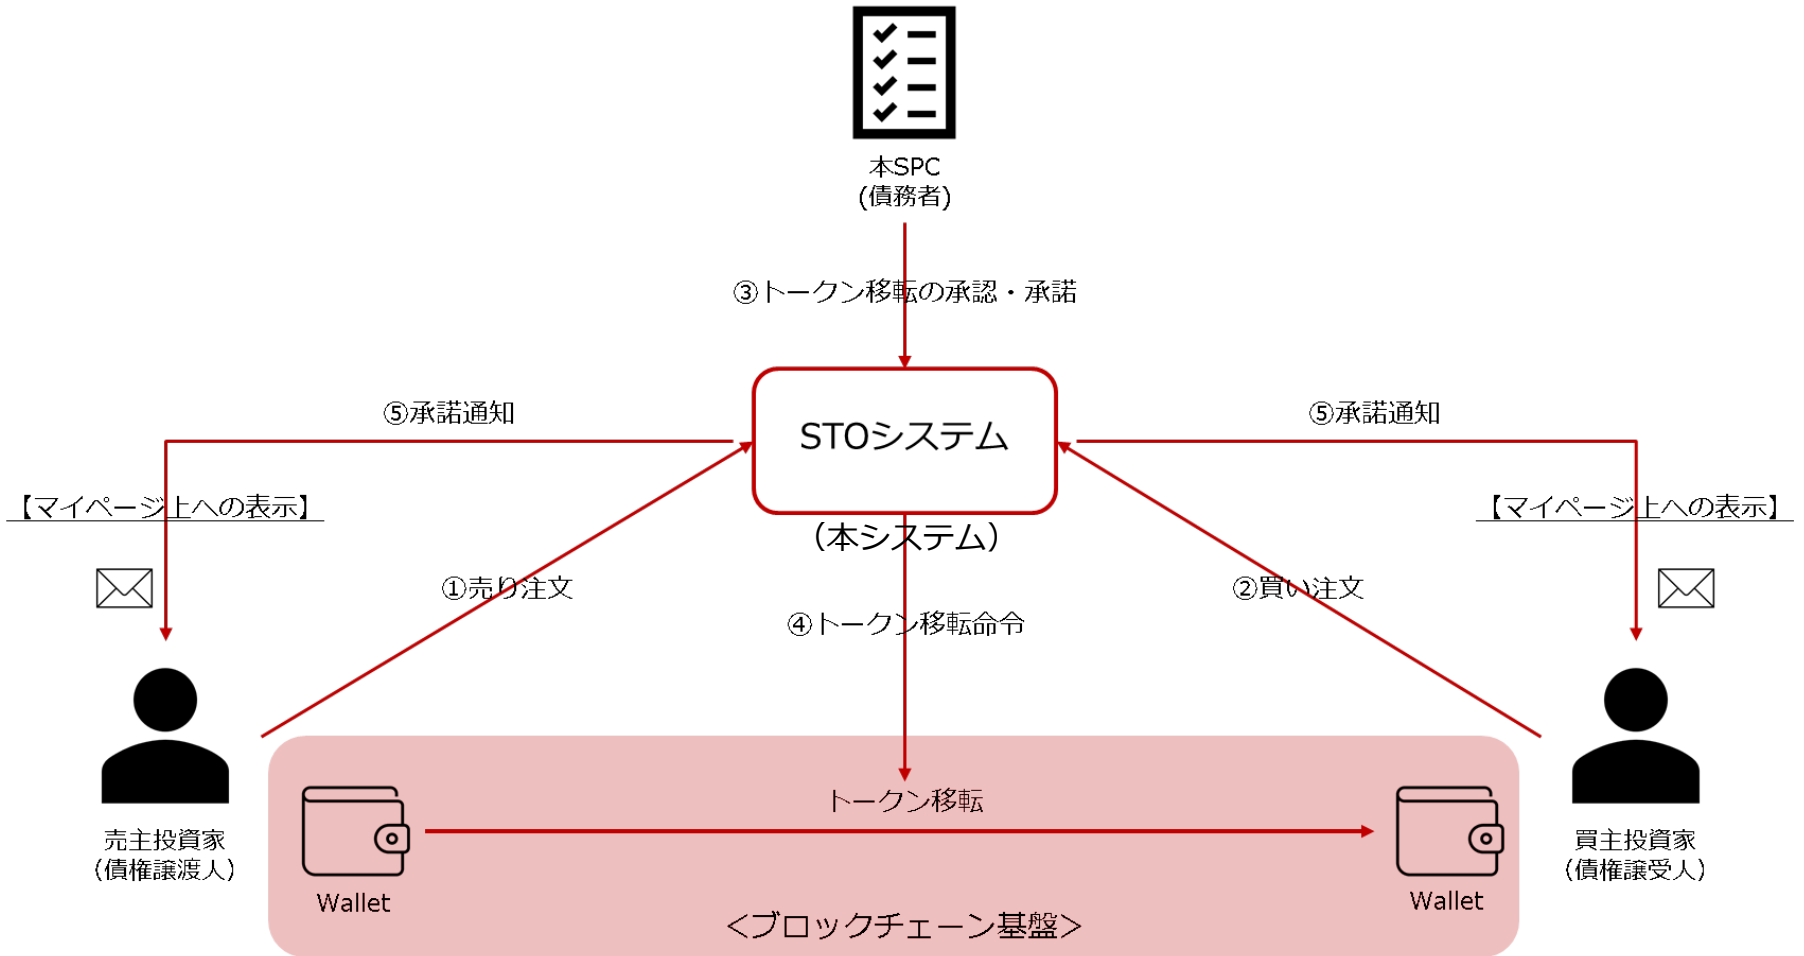 本SPC
(債務者)
③トークン移転の承認・承諾
⑤承諾通知
⑤承諾通知
STOシステム
(本システム)
【マイページ上への表示】
【マイページ上への表示】
①売り注文
②買い注文
④トークン移転命令
トークン移転
売主投資家
(債権譲渡人)
買主投資家
(債権譲受人)
Wallet
Wallet
<ブロックチェーン基盤>